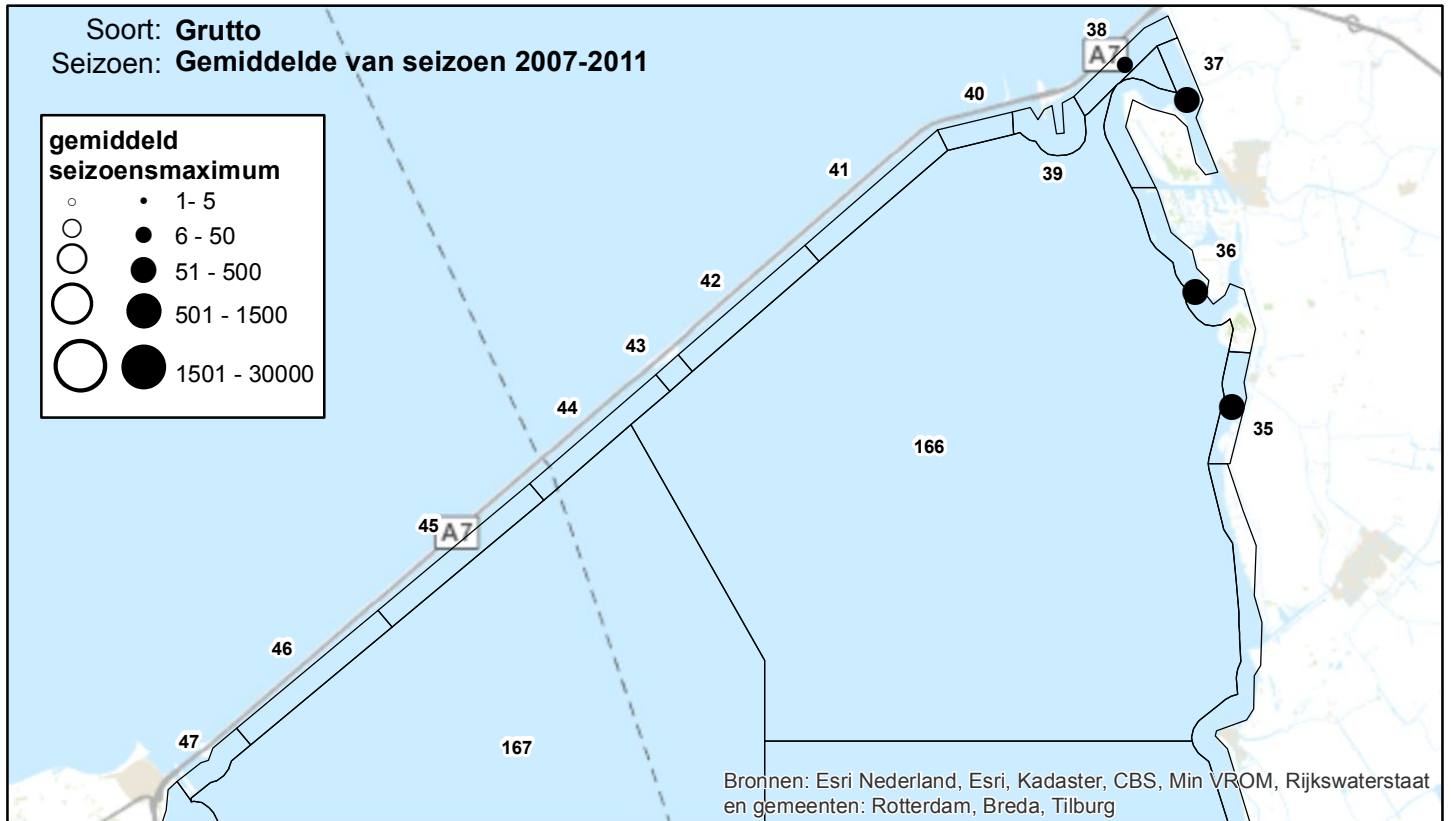 Soort: Grutto
Seizoen: Gemiddelde van seizoen 2007-2011
gemiddeld
seizoensmaximum
1- 5
6 - 50
51 - 500
501 - 1500
1501 - 30000
38
A7
37
40
39
41
36
42
43
44
35
166
45
A7
46
47
167
Bronnen: Esri Nederland, Esri, Kadaster, CBS, Min VROM, Rijkswaterstaat
en gemeenten: Rotterdam, Breda, Tilburg